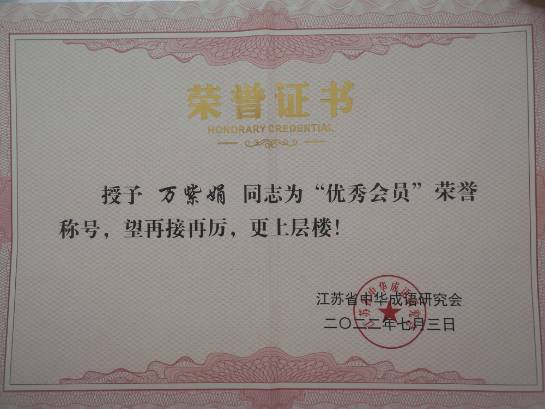 荣誉证书
HONORARY CREDENTIAL
授予 万紫娟 同志为“优秀会员”荣誉
称号，望再接再厉，更上层楼！
江苏省中华成语研究会
二〇二二年七月三日